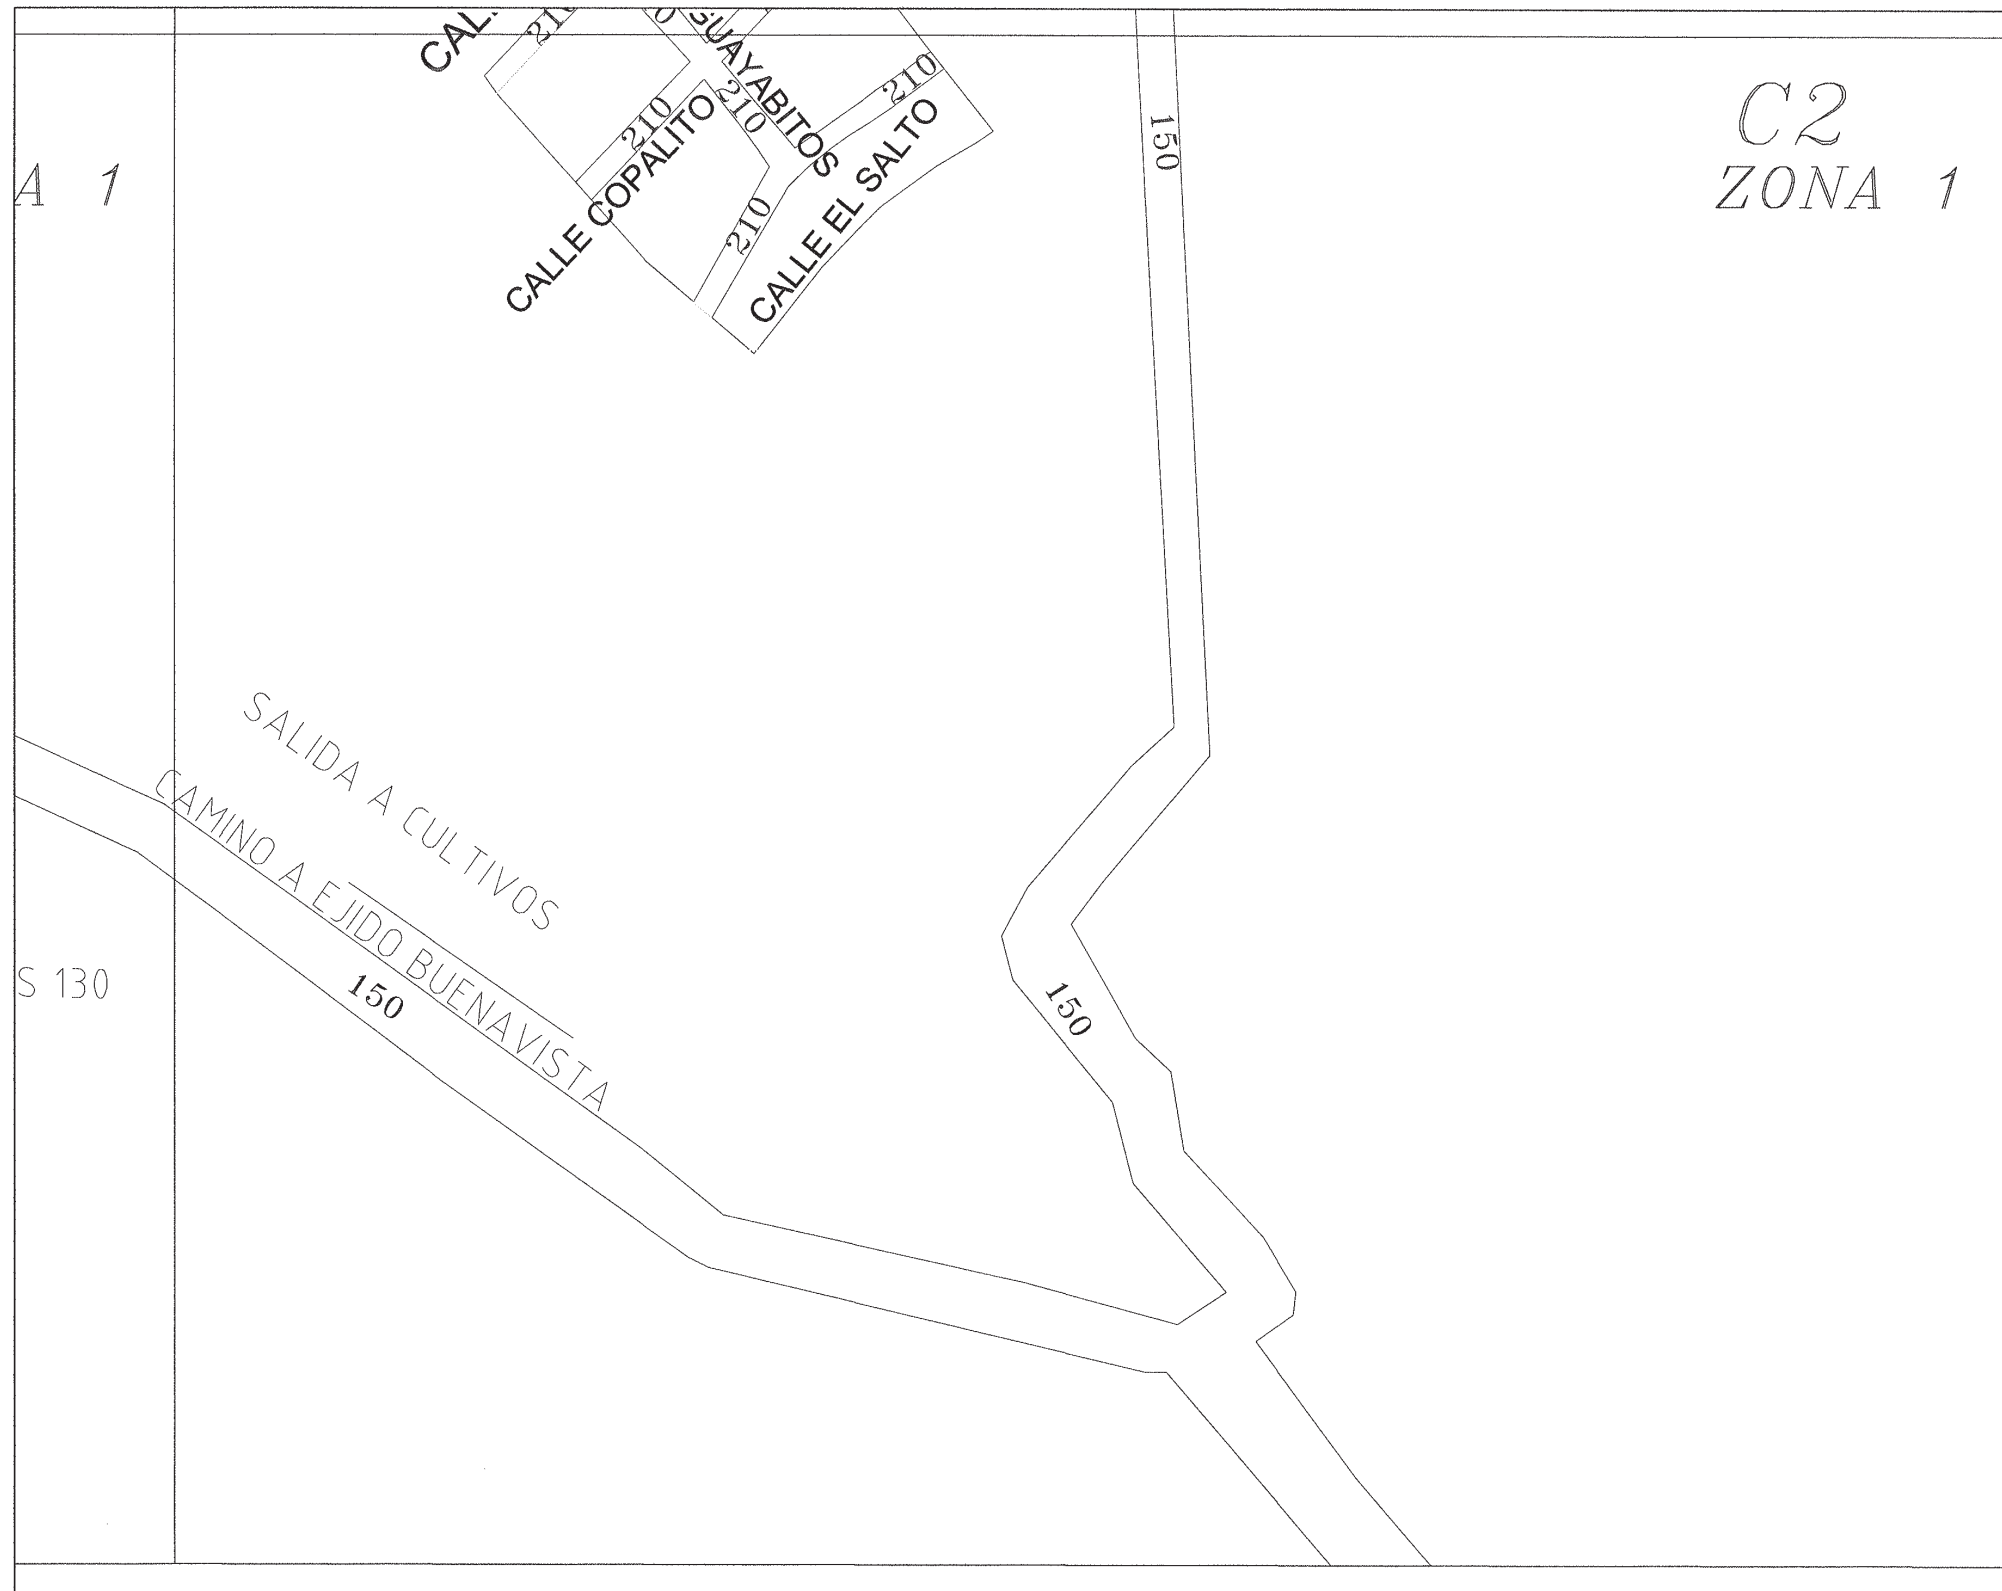 210
GUAYABITOS
210
210
210
CALLE COPALITO
210
CALLE EL SALTO
150
C2
ZONA 1
A 1
SALIDA A CULTIVOS
CAMINO A EJIDO BUENAVISTA
150
S 130
150